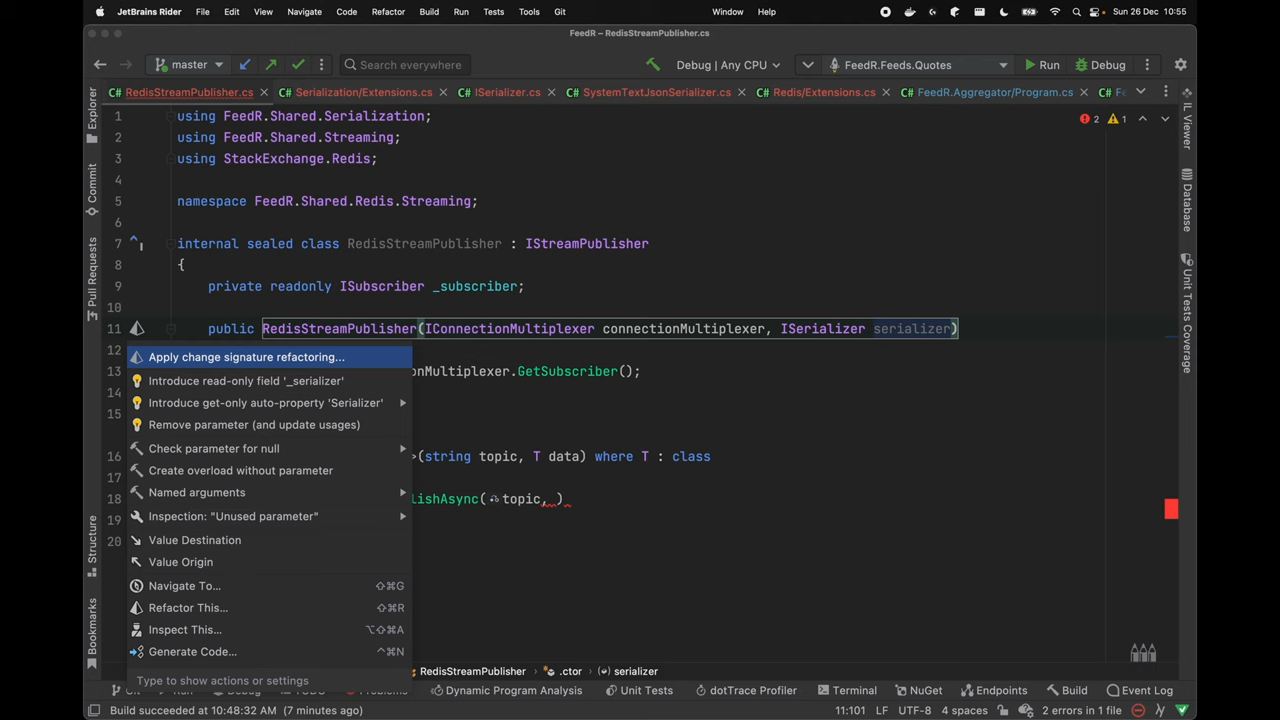 JetBrains Rider File Edit View Navigate Code Refactor Build Run Tests Tools Git Window Help Sun 26 Dec 10:55
FeedR – RedisStreamPublisher.cs
master Search everywhere Debug | Any CPU FeedR.Feeds.Quotes Run Debug
C# RedisStreamPublisher.cs C# Serialization/Extensions.cs C# ISerializer.cs C# SystemTextJsonSerializer.cs C# Redis/Extensions.cs C# FeedR.Aggregator/Program.cs C#
Explorer
Commit
Pull Requests
Structure
Bookmarks
IL Viewer
Database
Unit Tests Coverage
2 1
1 using FeedR.Shared.Serialization;
2 using FeedR.Shared.Streaming;
3 using StackExchange.Redis;
4
5 namespace FeedR.Shared.Redis.Streaming;
6
7 internal sealed class RedisStreamPublisher : IStreamPublisher
8 {
9 private readonly ISubscriber _subscriber;
10
11 public RedisStreamPublisher(IConnectionMultiplexer connectionMultiplexer, ISerializer serializer)
12
13 onMultiplexer.GetSubscriber();
14
15
16 >(string topic, T data) where T : class
17
18 lishAsync( topic, )
19
20
Apply change signature refactoring...
Introduce read-only field '_serializer'
Introduce get-only auto-property 'Serializer'
Remove parameter (and update usages)
Check parameter for null
Create overload without parameter
Named arguments
Inspection: "Unused parameter"
Value Destination
Value Origin
Navigate To... ⇧⌘G
Refactor This... ⇧⌘R
Inspect This... ⌥⇧⌘A
Generate Code... ^⌘N
Type to show actions or settings
RedisStreamPublisher .ctor serializer
Dynamic Program Analysis Unit Tests dotTrace Profiler Terminal NuGet Endpoints Build Event Log
Build succeeded at 10:48:32 AM (7 minutes ago) 11:101 LF UTF-8 4 spaces 2 errors in 1 file